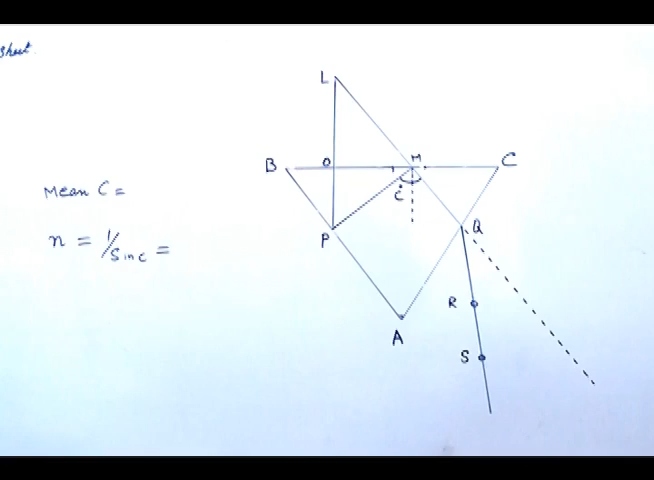 sheet.
L
B
O
M
C
C
Mean C =
n = 1/sin c =
P
Q
R
A
S